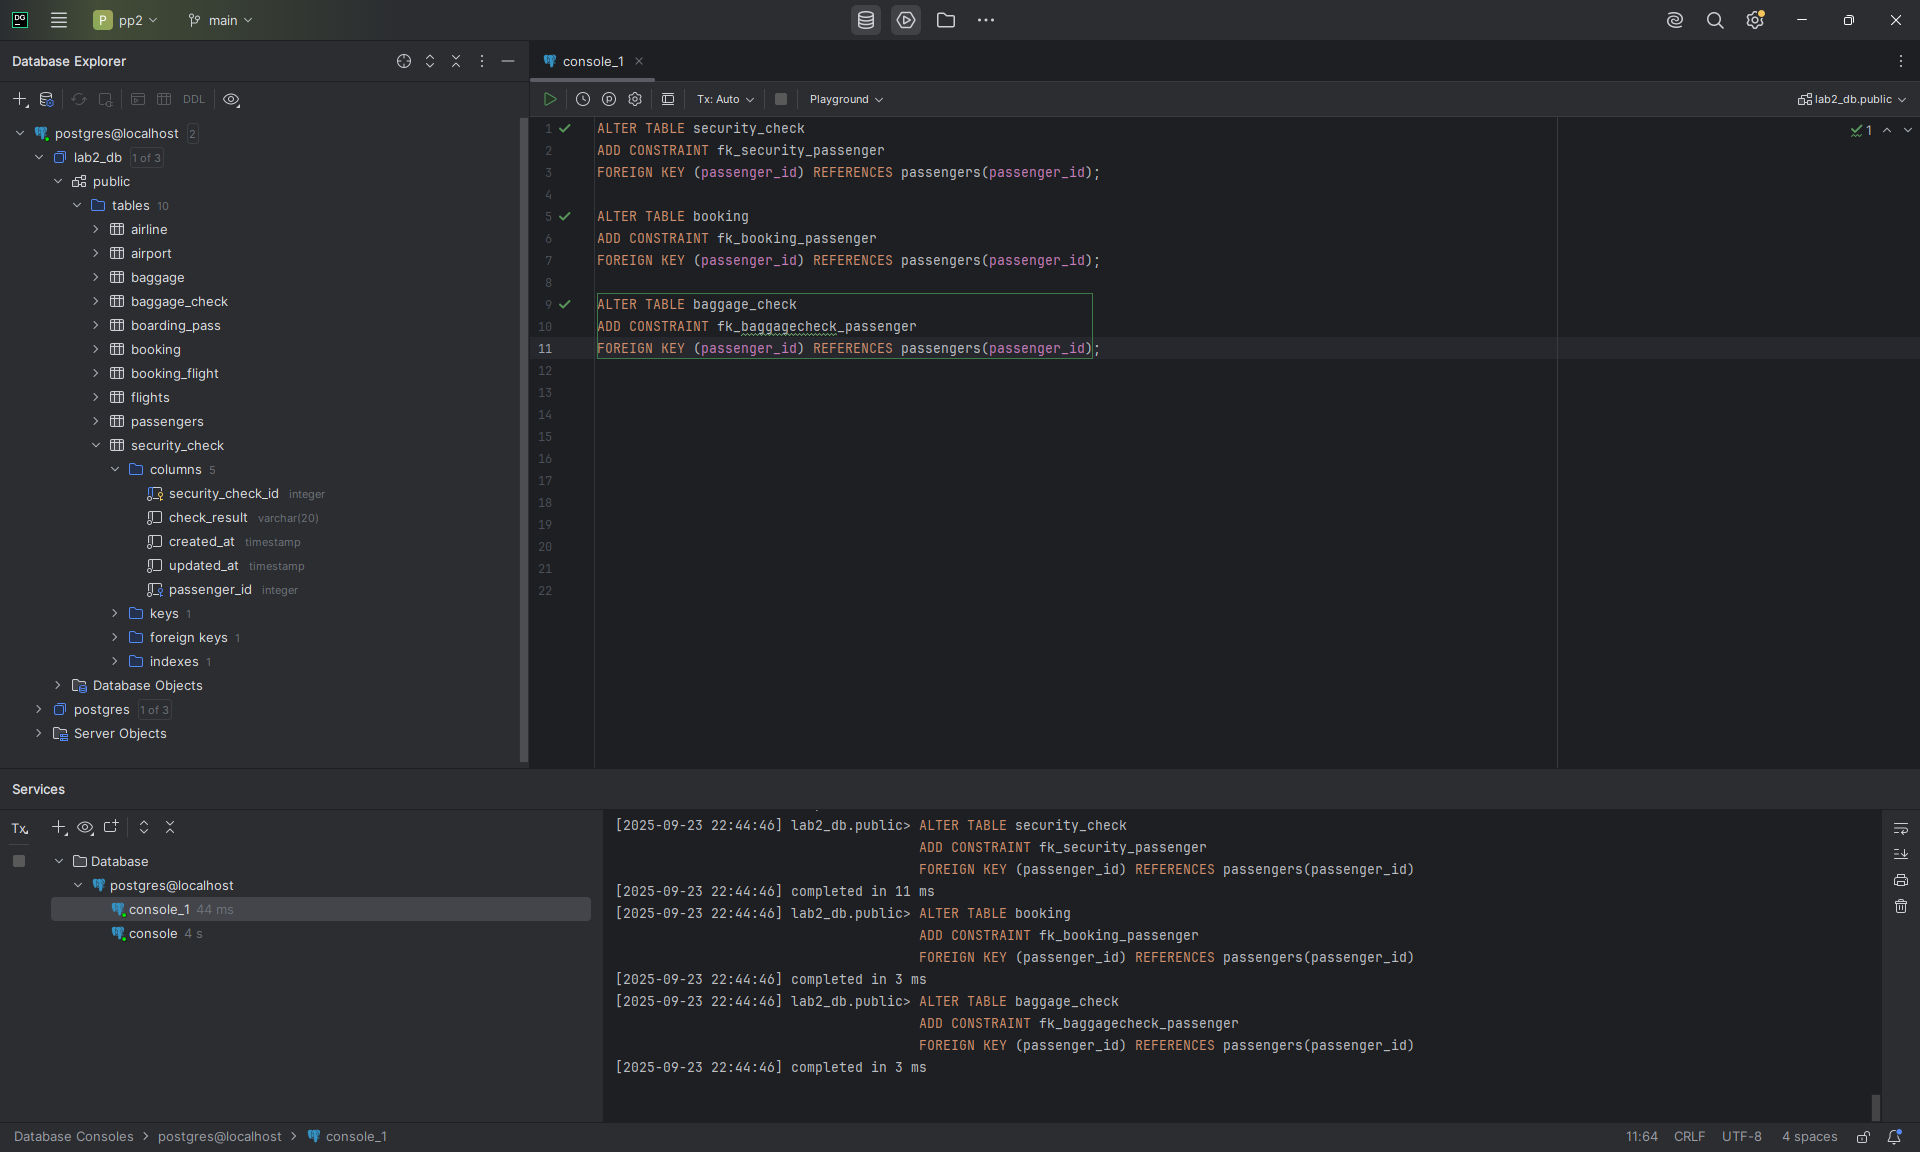 DG
P pp2
main
Database Explorer
DDL
postgres@localhost 2
lab2_db 1 of 3
public
tables 10
airline
airport
baggage
baggage_check
boarding_pass
booking
booking_flight
flights
passengers
security_check
columns 5
security_check_id integer
check_result varchar(20)
created_at timestamp
updated_at timestamp
passenger_id integer
keys 1
foreign keys 1
indexes 1
Database Objects
postgres 1 of 3
Server Objects
console_1
Tx: Auto
Playground
lab2_db.public
1
1 ALTER TABLE security_check
2 ADD CONSTRAINT fk_security_passenger
3 FOREIGN KEY (passenger_id) REFERENCES passengers(passenger_id);
4
5 ALTER TABLE booking
6 ADD CONSTRAINT fk_booking_passenger
7 FOREIGN KEY (passenger_id) REFERENCES passengers(passenger_id);
8
9 ALTER TABLE baggage_check
10 ADD CONSTRAINT fk_baggagecheck_passenger
11 FOREIGN KEY (passenger_id) REFERENCES passengers(passenger_id);
12
13
14
15
16
17
18
19
20
21
22
Services
Tx
Database
postgres@localhost
console_1 44 ms
console 4 s
[2025-09-23 22:44:46] lab2_db.public> ALTER TABLE security_check
ADD CONSTRAINT fk_security_passenger
FOREIGN KEY (passenger_id) REFERENCES passengers(passenger_id)
[2025-09-23 22:44:46] completed in 11 ms
[2025-09-23 22:44:46] lab2_db.public> ALTER TABLE booking
ADD CONSTRAINT fk_booking_passenger
FOREIGN KEY (passenger_id) REFERENCES passengers(passenger_id)
[2025-09-23 22:44:46] completed in 3 ms
[2025-09-23 22:44:46] lab2_db.public> ALTER TABLE baggage_check
ADD CONSTRAINT fk_baggagecheck_passenger
FOREIGN KEY (passenger_id) REFERENCES passengers(passenger_id)
[2025-09-23 22:44:46] completed in 3 ms
Database Consoles > postgres@localhost > console_1
11:64 CRLF UTF-8 4 spaces